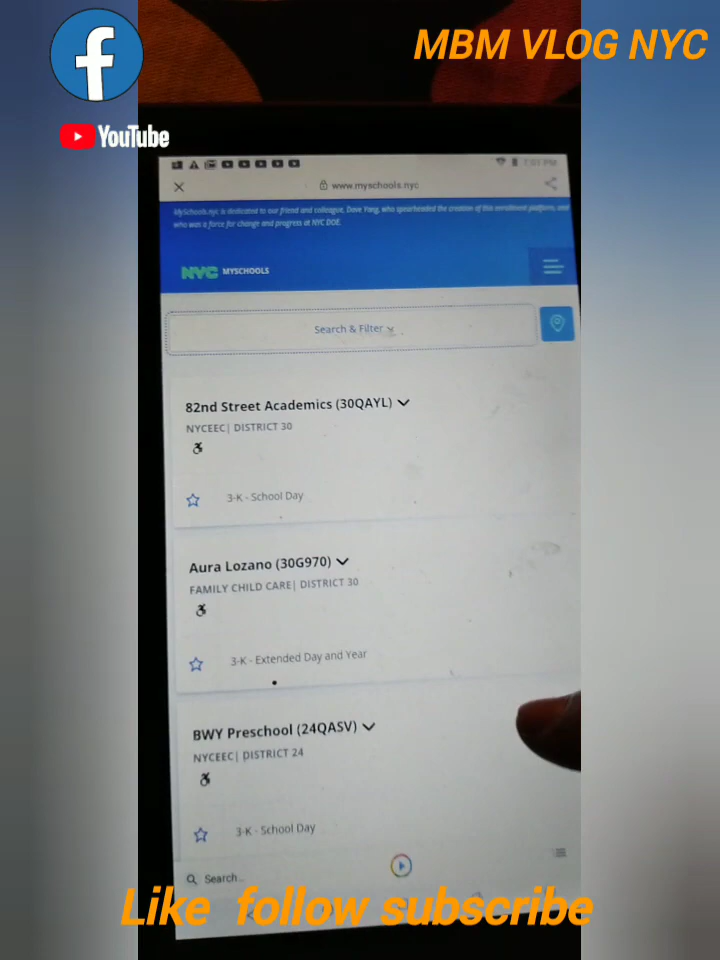 f
MBM VLOG NYC
YouTube
7:01 PM
www.myschools.nyc
MySchools.nyc is dedicated to our friend and colleague, Dave Yang, who spearheaded the creation of this enrollment platform, and
who was a force for change and progress at NYC DOE.
NYC MYSCHOOLS
Search & Filter
82nd Street Academics (30QAYL)
NYCEEC| DISTRICT 30
3-K - School Day
Aura Lozano (30G970)
FAMILY CHILD CARE| DISTRICT 30
3-K - Extended Day and Year
BWY Preschool (24QASV)
NYCEEC| DISTRICT 24
3-K - School Day
Search...
Like follow subscribe